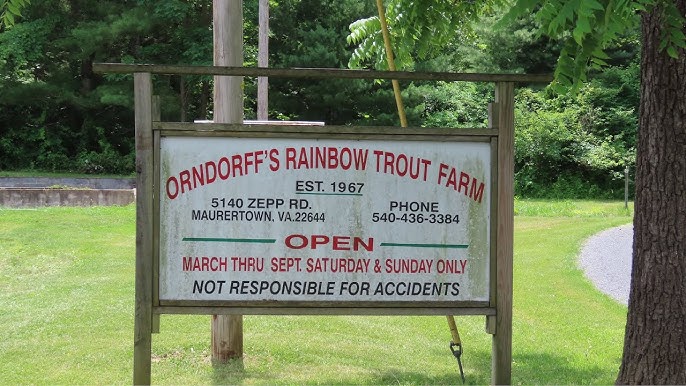 ORNDORFF'S RAINBOW TROUT FARM
EST. 1967
5140 ZEPP RD. PHONE
MAURERTOWN, VA.22644 540-436-3384
OPEN
MARCH THRU SEPT. SATURDAY & SUNDAY ONLY
NOT RESPONSIBLE FOR ACCIDENTS